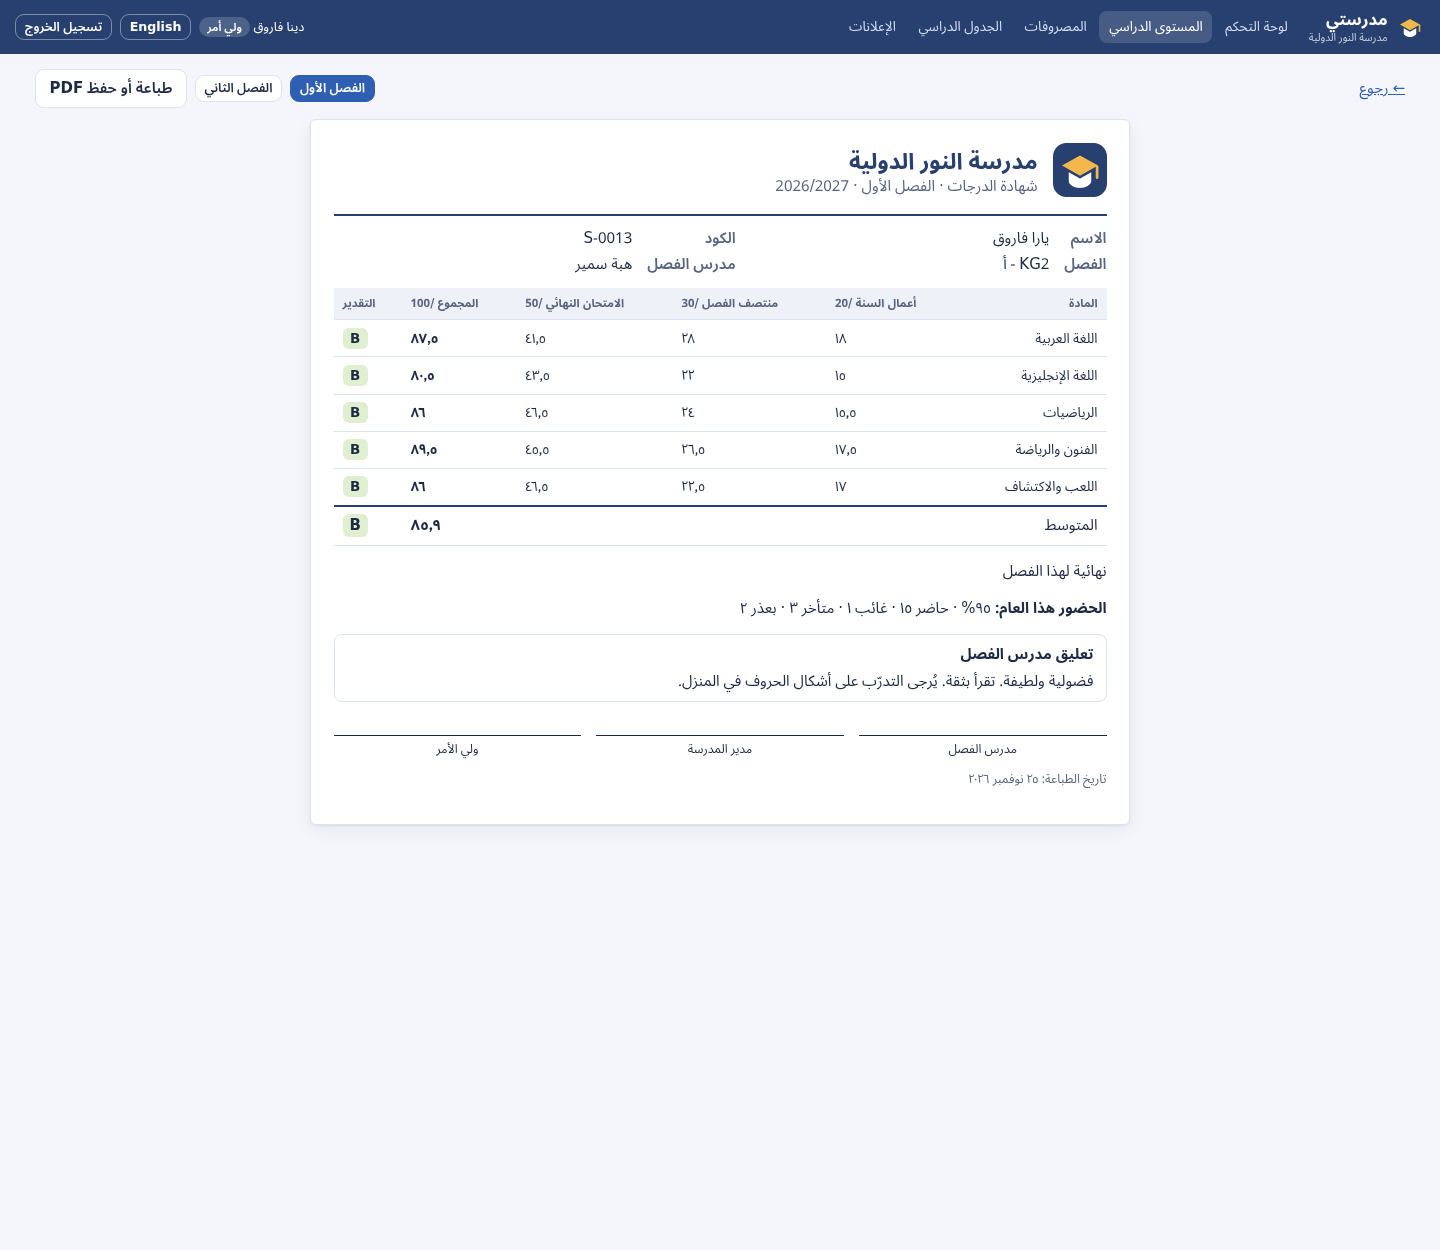 مدرستي
مدرسة النور الدولية
لوحة التحكم
المستوى الدراسي
المصروفات
الجدول الدراسي
الإعلانات
دينا فاروق ولي أمر
English
تسجيل الخروج
← رجوع
الفصل الأول
الفصل الثاني
طباعة أو حفظ PDF
مدرسة النور الدولية
شهادة الدرجات · الفصل الأول · 2026/2027
الاسم يارا فاروق الكود S-0013
الفصل KG2 - أ مدرس الفصل هبة سمير
المادة أعمال السنة /20 منتصف الفصل /30 الامتحان النهائي /50 المجموع /100 التقدير
اللغة العربية ١٨ ٢٨ ٤١,٥ ٨٧,٥ B
اللغة الإنجليزية ١٥ ٢٢ ٤٣,٥ ٨٠,٥ B
الرياضيات ١٥,٥ ٢٤ ٤٦,٥ ٨٦ B
الفنون والرياضة ١٧,٥ ٢٦,٥ ٤٥,٥ ٨٩,٥ B
اللعب والاكتشاف ١٧ ٢٢,٥ ٤٦,٥ ٨٦ B
المتوسط ٨٥,٩ B
نهائية لهذا الفصل
الحضور هذا العام: ٩٥% · حاضر ١٥ · غائب ١ · متأخر ٣ · بعذر ٢
تعليق مدرس الفصل
فضولية ولطيفة. تقرأ بثقة. يُرجى التدرّب على أشكال الحروف في المنزل.
مدرس الفصل مدير المدرسة ولي الأمر
تاريخ الطباعة: ٢٥ نوفمبر ٢٠٢٦